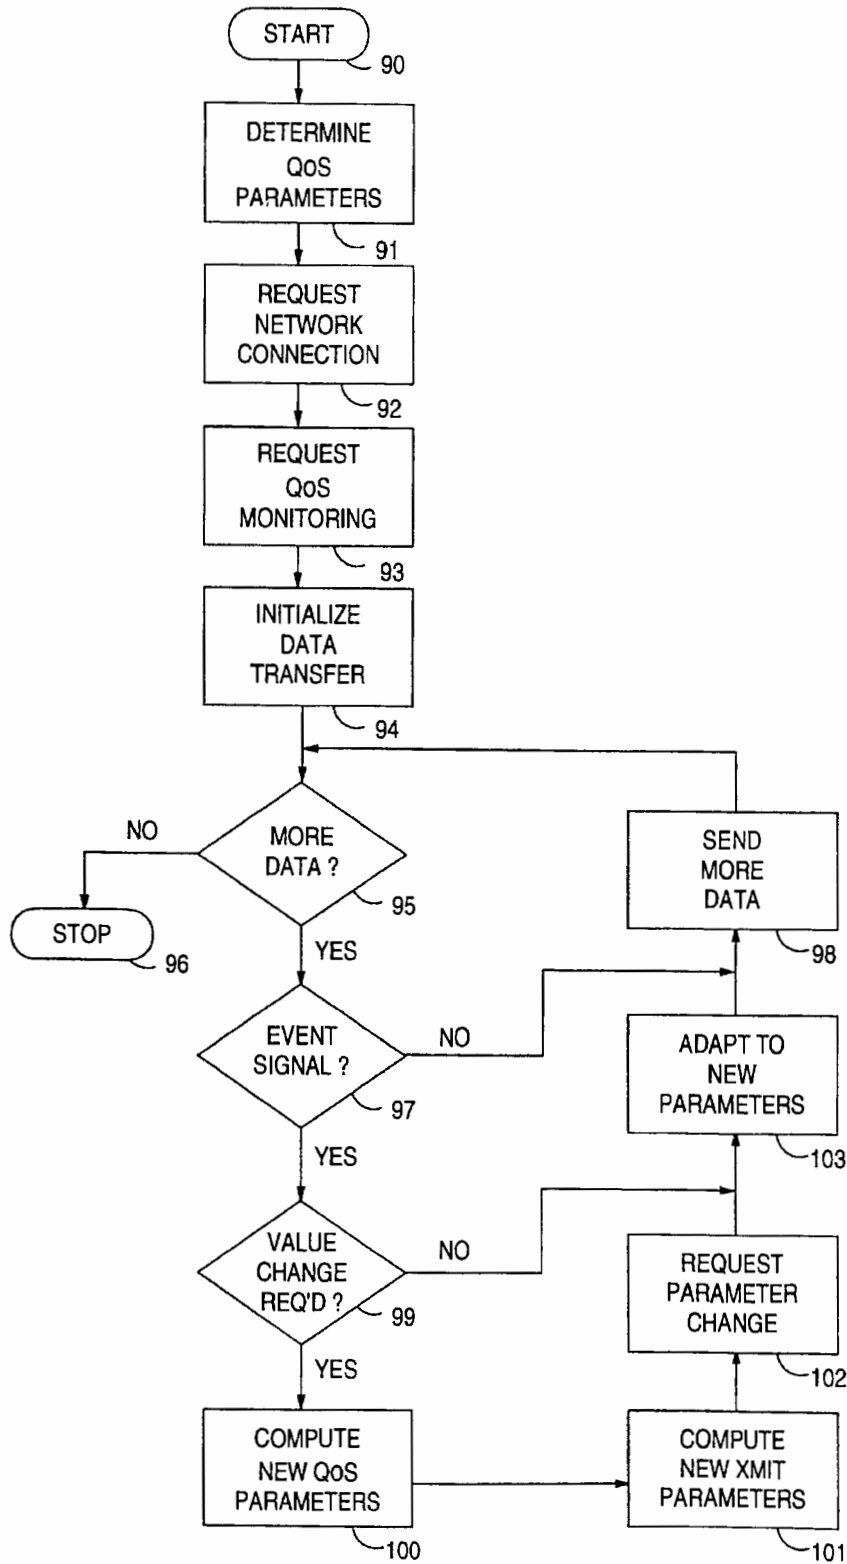 START
90
DETERMINE
QoS
PARAMETERS
91
REQUEST
NETWORK
CONNECTION
92
REQUEST
QoS
MONITORING
93
INITIALIZE
DATA
TRANSFER
94
MORE
DATA ?
95
NO
STOP
96
YES
EVENT
SIGNAL ?
97
NO
YES
VALUE
CHANGE
REQ'D ?
99
NO
YES
COMPUTE
NEW QoS
PARAMETERS
100
COMPUTE
NEW XMIT
PARAMETERS
101
REQUEST
PARAMETER
CHANGE
102
ADAPT TO
NEW
PARAMETERS
103
SEND
MORE
DATA
98